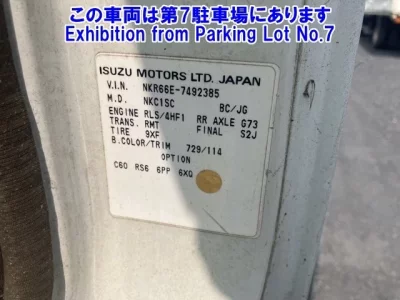 この車両は第7駐車場にあります
Exhibition from Parking Lot No.7
ISUZU MOTORS LTD. JAPAN
V.I.N. NKR66E-7492385
M.D. NKC1SC BC/JG
ENGINE RLS/4HF1 RR AXLE G73
TRANS. RMT FINAL S2J
TIRE 9XF
B.COLOR/TRIM 729/114
OPTION
C60 RS6 6PP 6XQ